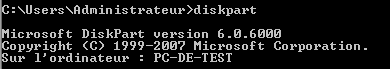 C:\Users\Administrateur>diskpart
Microsoft DiskPart version 6.0.6000
Copyright (C) 1999-2007 Microsoft Corporation.
Sur l'ordinateur : PC-DE-TEST